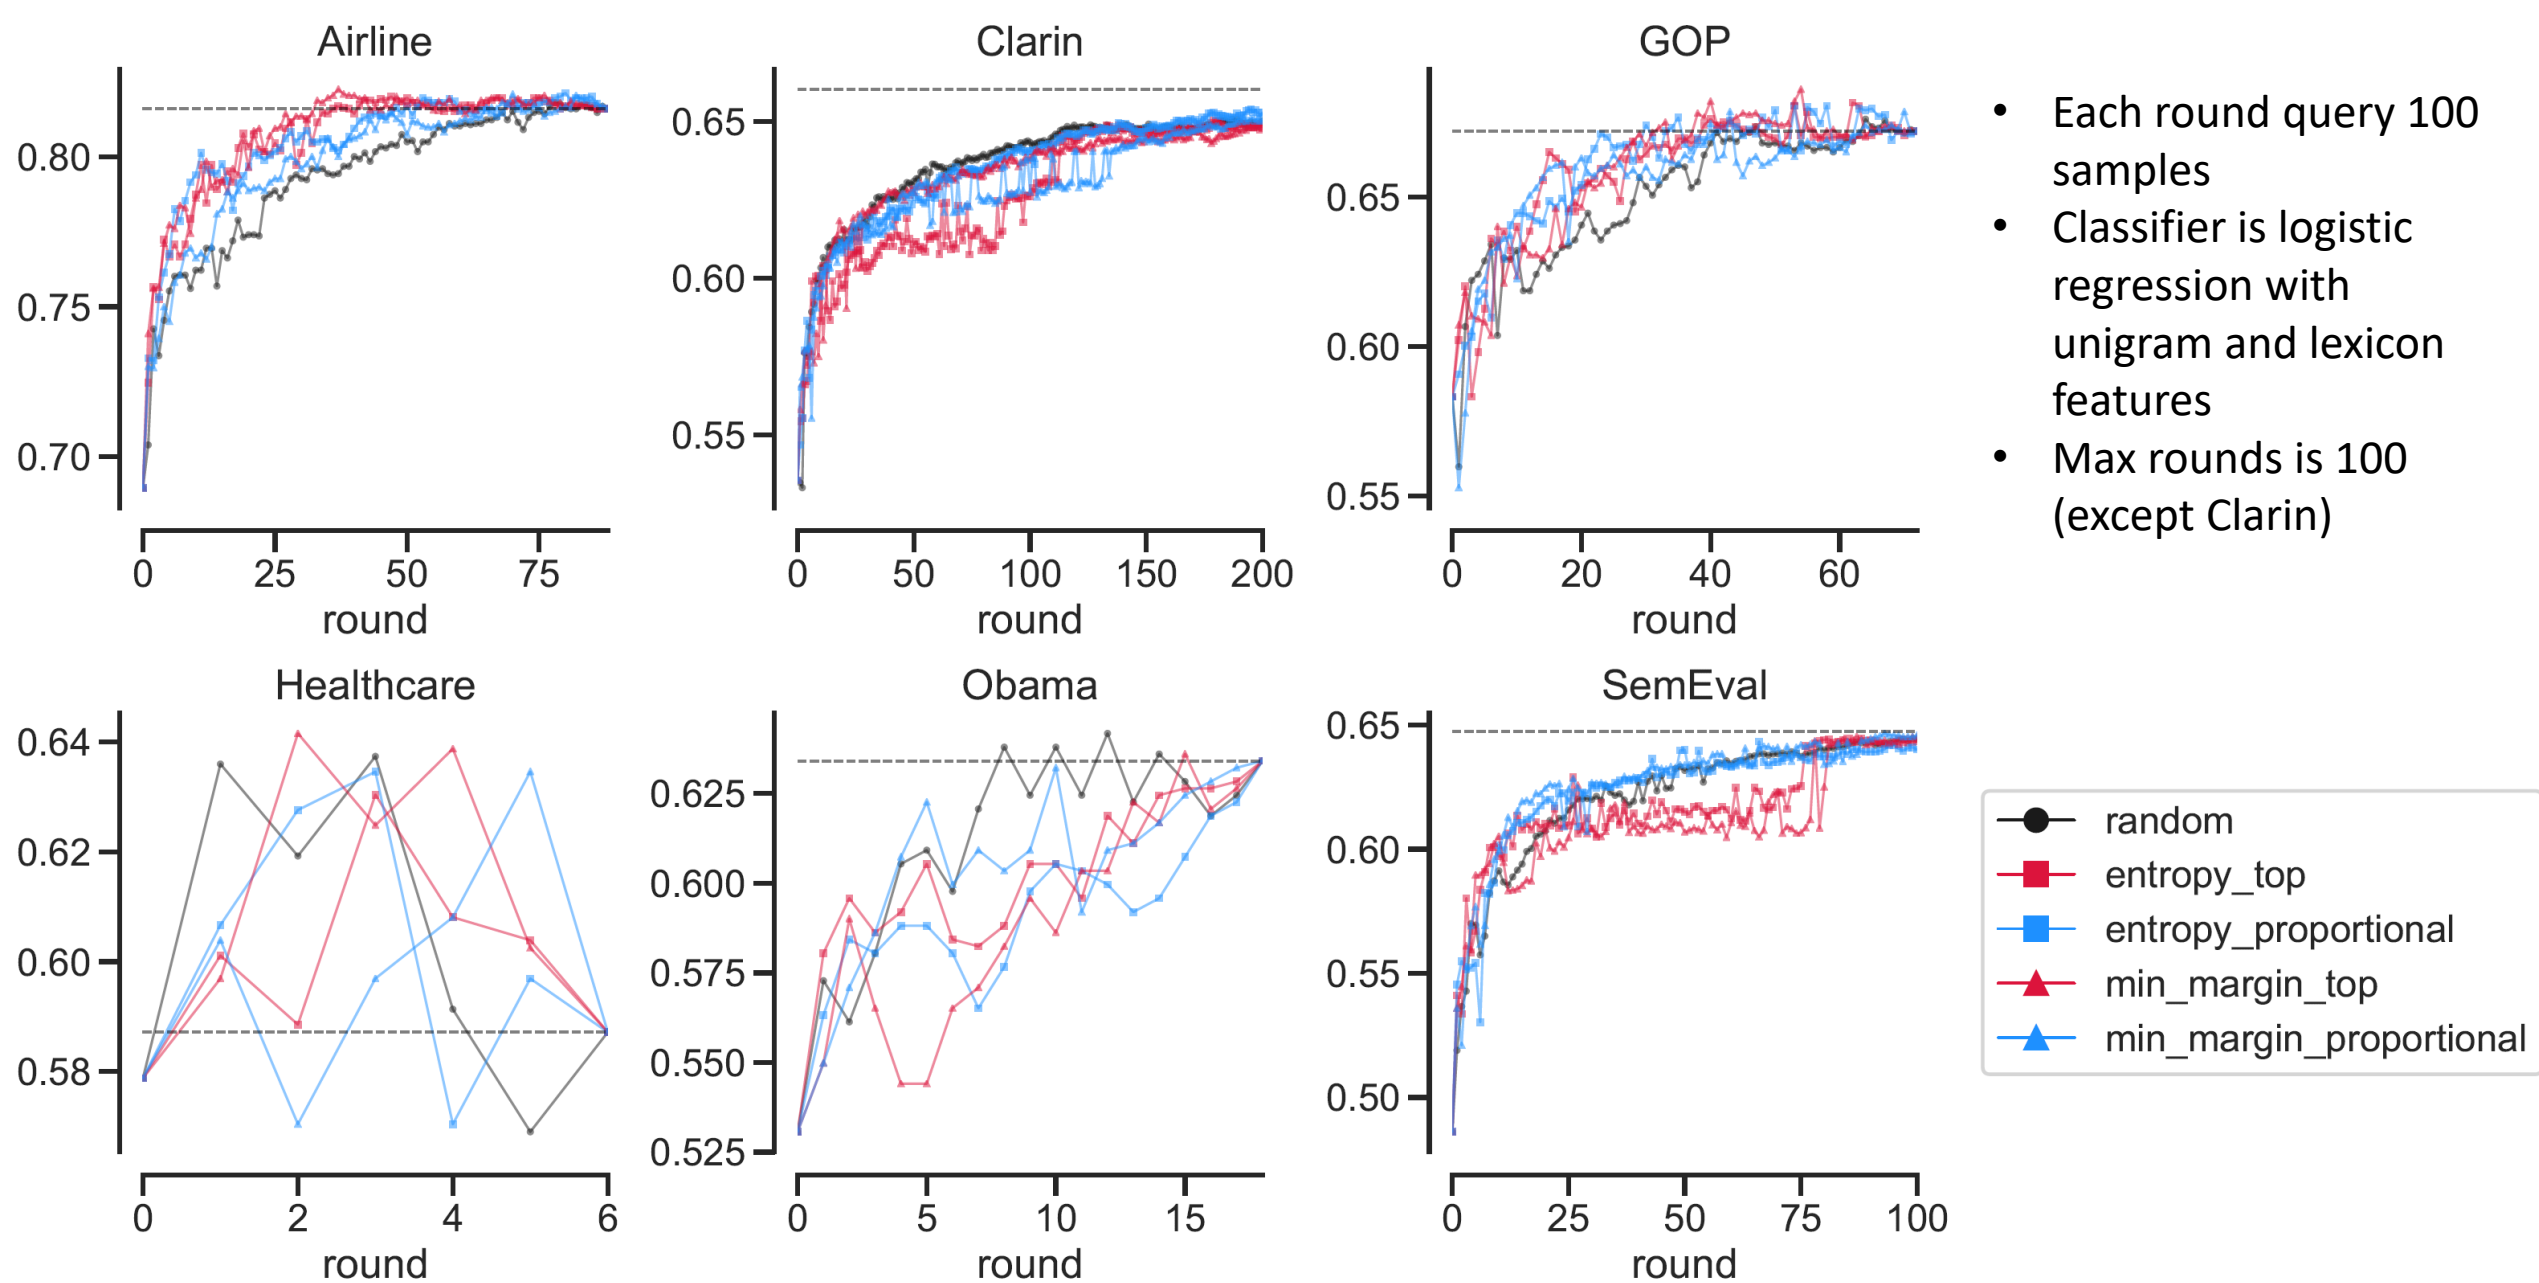 Airline
0.80
0.75
0.70
0 25 50 75
round
Clarin
0.65
0.60
0.55
0 50 100 150 200
round
GOP
0.65
0.60
0.55
0 20 40 60
round
• Each round query 100
samples
• Classifier is logistic
regression with
unigram and lexicon
features
• Max rounds is 100
(except Clarin)
Healthcare
0.64
0.62
0.60
0.58
0 2 4 6
round
Obama
0.625
0.600
0.575
0.550
0.525
0 5 10 15
round
SemEval
0.65
0.60
0.55
0.50
0 25 50 75 100
round
random
entropy_top
entropy_proportional
min_margin_top
min_margin_proportional